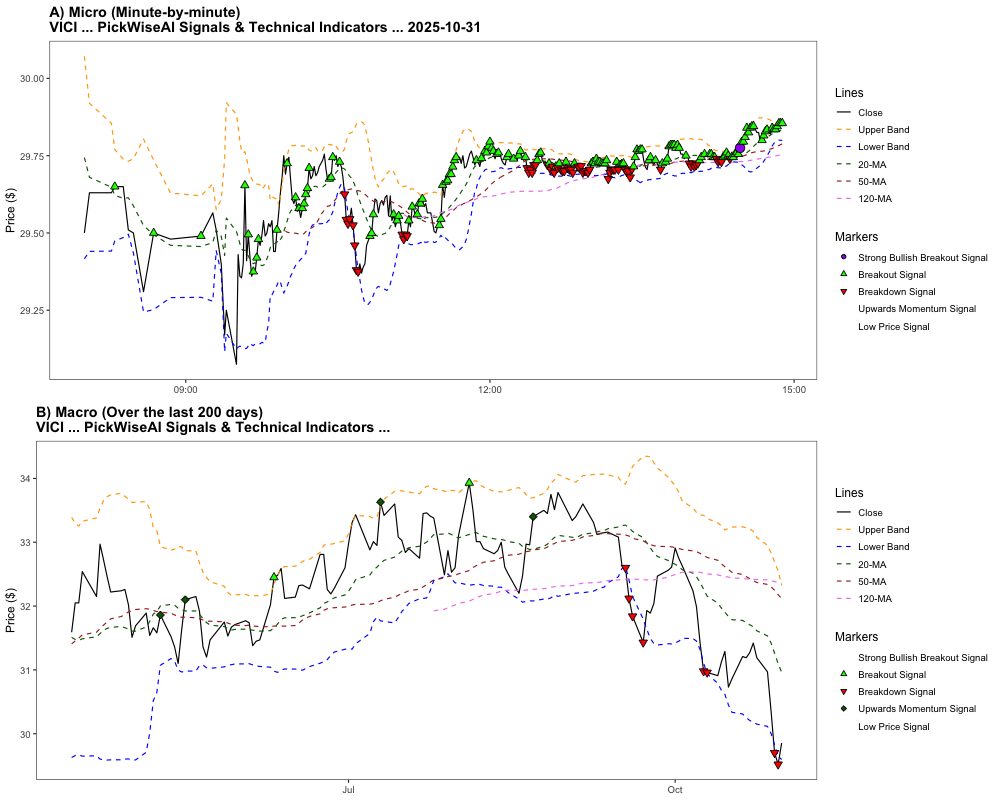 A) Micro (Minute-by-minute)
VICI ... PickWiseAI Signals & Technical Indicators ... 2025-10-31
Price ($)
30.00
29.75
29.50
29.25
09:00
12:00
15:00
Lines
Close
Upper Band
Lower Band
20-MA
50-MA
120-MA
Markers
Strong Bullish Breakout Signal
Breakout Signal
Breakdown Signal
Upwards Momentum Signal
Low Price Signal
B) Macro (Over the last 200 days)
VICI ... PickWiseAI Signals & Technical Indicators ...
Price ($)
34
33
32
31
30
Jul
Oct
Lines
Close
Upper Band
Lower Band
20-MA
50-MA
120-MA
Markers
Strong Bullish Breakout Signal
Breakout Signal
Breakdown Signal
Upwards Momentum Signal
Low Price Signal